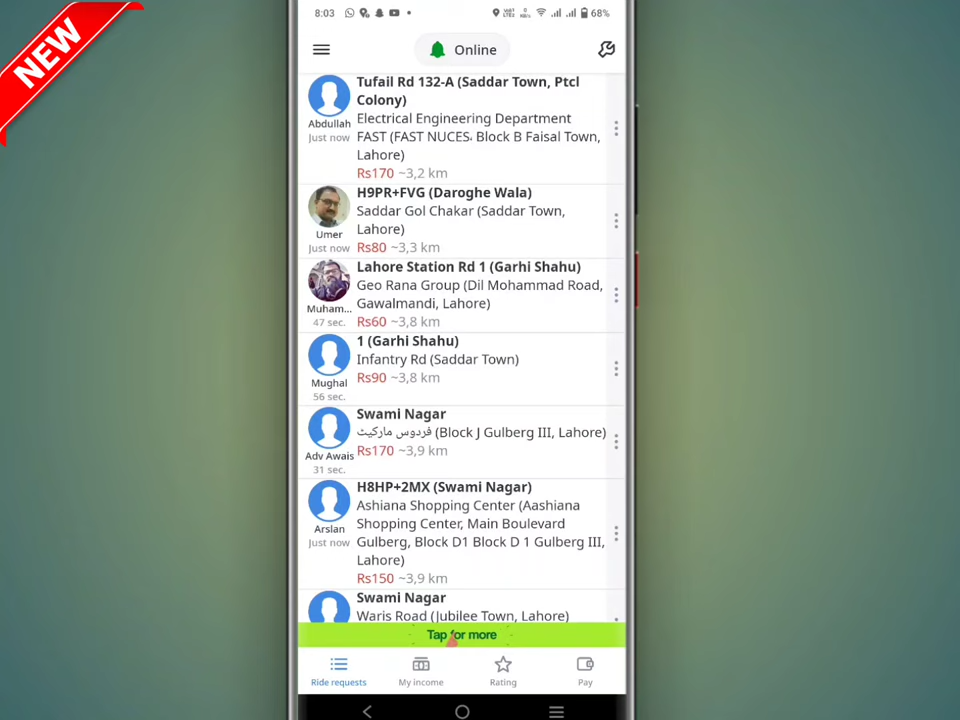 NEW
8:03
VoLTE
LTE2
0
KB/s
68%
Online
Tufail Rd 132-A (Saddar Town, Ptcl
Colony)
Electrical Engineering Department
FAST (FAST NUCES، Block B Faisal Town,
Lahore)
Rs170 ~3,2 km
Abdullah
Just now
H9PR+FVG (Daroghe Wala)
Saddar Gol Chakar (Saddar Town,
Lahore)
Rs80 ~3,3 km
Umer
Just now
Lahore Station Rd 1 (Garhi Shahu)
Geo Rana Group (Dil Mohammad Road,
Gawalmandi, Lahore)
Rs60 ~3,8 km
Muham...
47 sec.
1 (Garhi Shahu)
Infantry Rd (Saddar Town)
Rs90 ~3,8 km
Mughal
56 sec.
Swami Nagar
فردوس مارکیٹ (Block J Gulberg III, Lahore)
Rs170 ~3,9 km
Adv Awais
31 sec.
H8HP+2MX (Swami Nagar)
Ashiana Shopping Center (Aashiana
Shopping Center, Main Boulevard
Gulberg, Block D1 Block D 1 Gulberg III,
Lahore)
Rs150 ~3,9 km
Arslan
Just now
Swami Nagar
Waris Road (Jubilee Town, Lahore)
Tap for more
Ride requests
My income
Rating
Pay